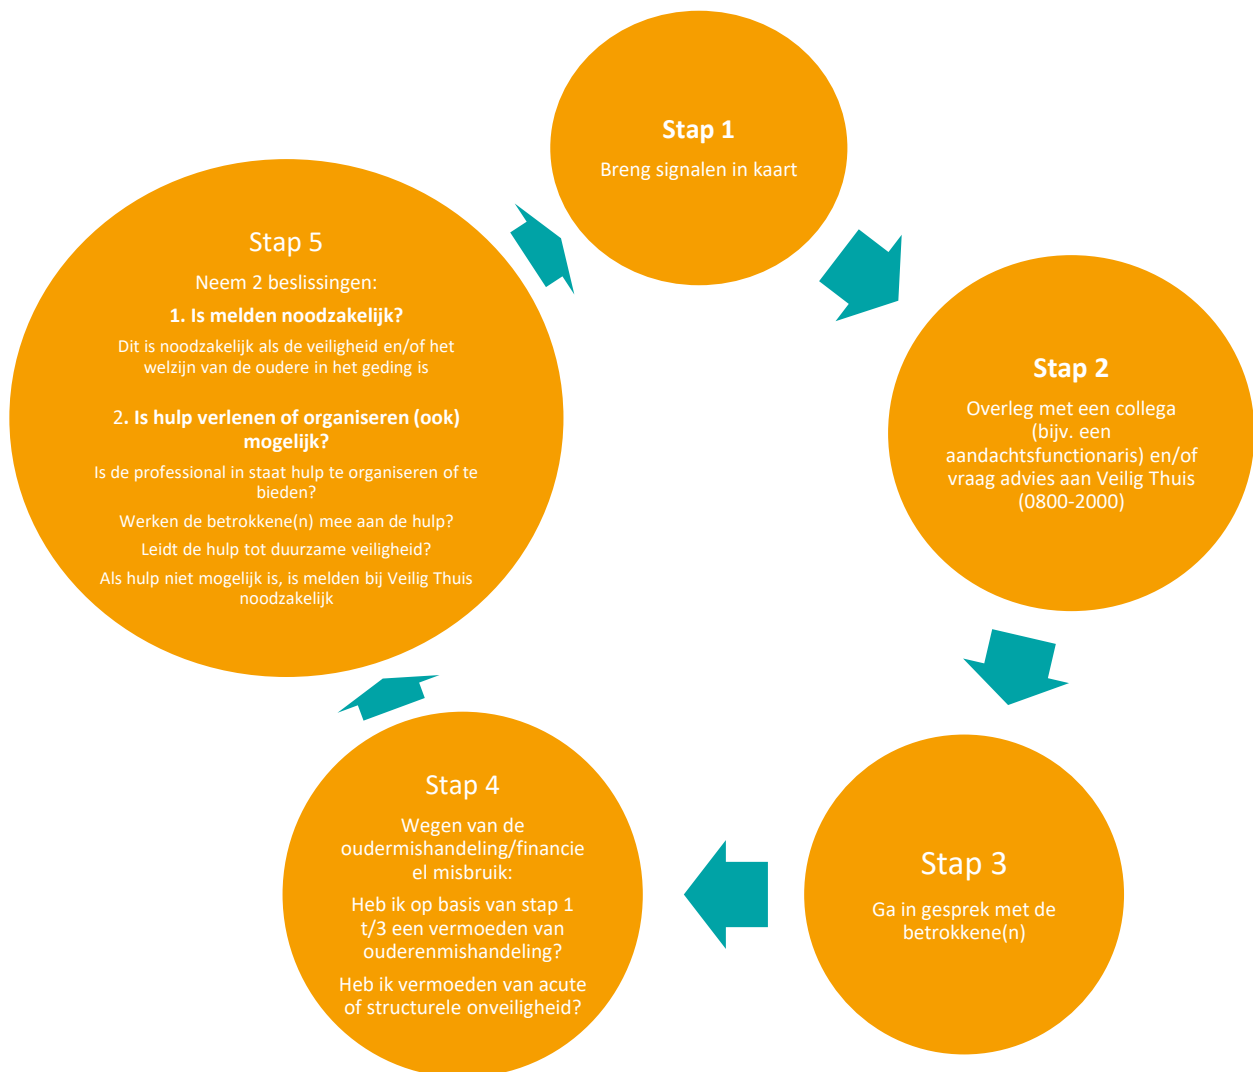 Stap 1
Breng signalen in kaart
Stap 2
Overleg met een collega
(bijv. een
aandachtsfunctionaris) en/of
vraag advies aan Veilig Thuis
(0800-2000)
Stap 3
Ga in gesprek met de
betrokkene(n)
Stap 4
Wegen van de
oudermishandeling/financie
el misbruik:
Heb ik op basis van stap 1
t/3 een vermoeden van
ouderenmishandeling?
Heb ik vermoeden van acute
of structurele onveiligheid?
Stap 5
Neem 2 beslissingen:
1. Is melden noodzakelijk?
Dit is noodzakelijk als de veiligheid en/of het
welzijn van de oudere in het geding is
2. Is hulp verlenen of organiseren (ook)
mogelijk?
Is de professional in staat hulp te organiseren of te
bieden?
Werken de betrokkene(n) mee aan de hulp?
Leidt de hulp tot duurzame veiligheid?
Als hulp niet mogelijk is, is melden bij Veilig Thuis
noodzakelijk